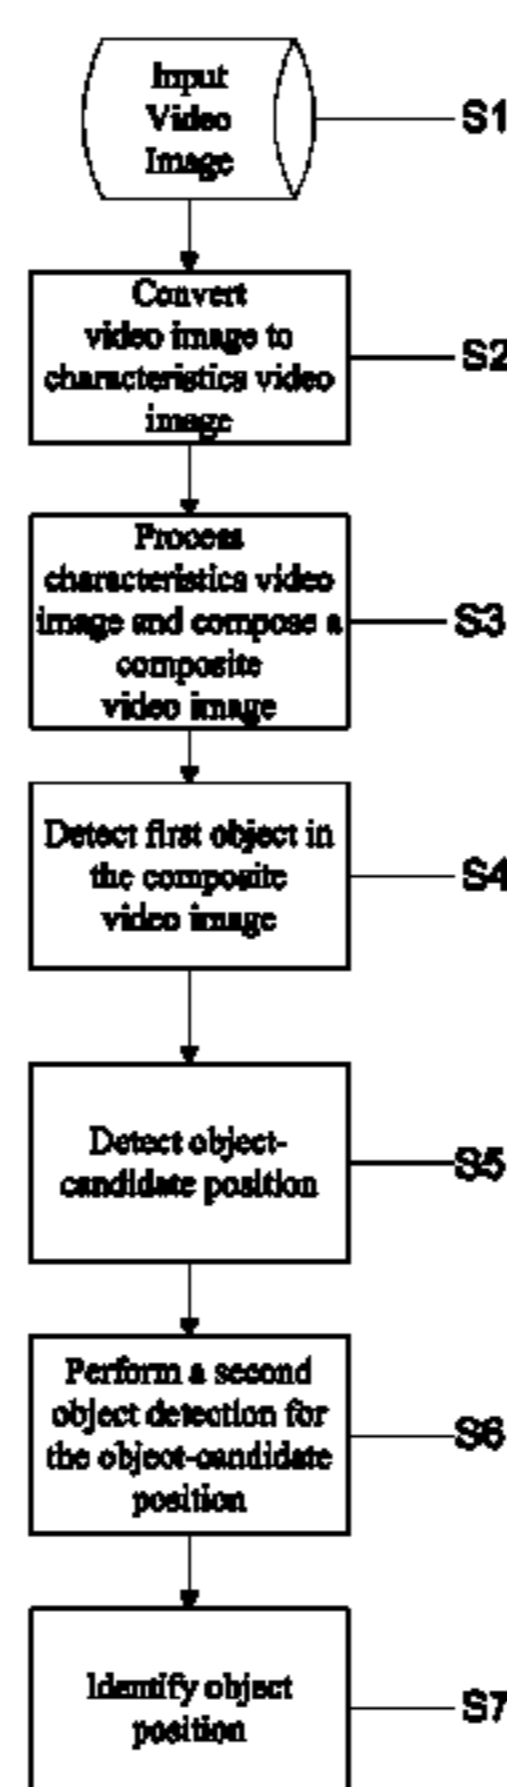 Input
Video
Image
S1
Convert
video image to
characteristics video
image
S2
Process
characteristics video
image and compose a
composite
video image
S3
Detect first object in
the composite
video image
S4
Detect object-
candidate position
S5
Perform a second
object detection for
the object-candidate
position
S6
Identify object
position
S7